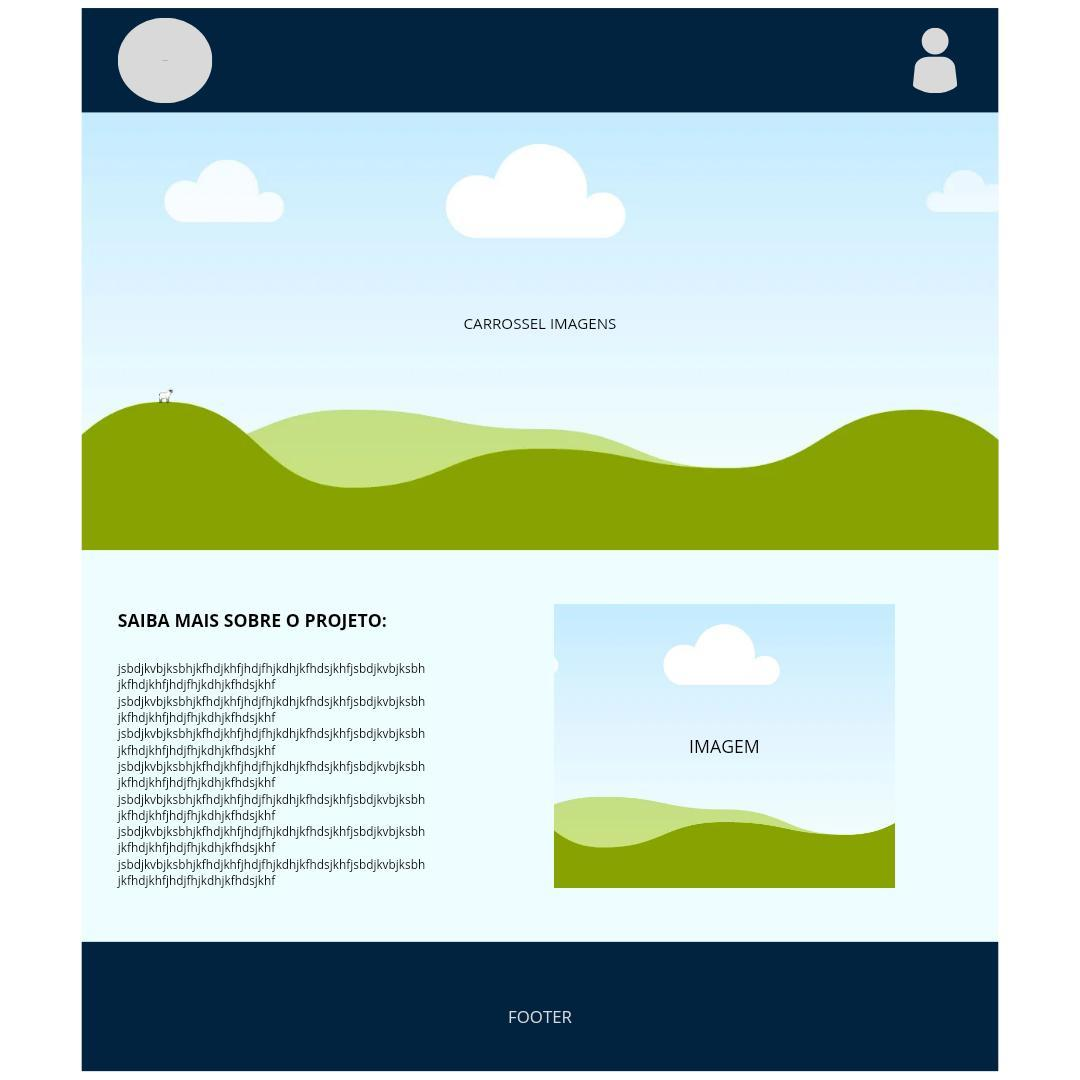 CARROSSEL IMAGENS
SAIBA MAIS SOBRE O PROJETO:
jsbdjkvbjksbhjkfhdjkhfjhdjfhjkdhjkfhdsjkhfjsbdjkvbjksbh
jkfhdjkhfjhdjfhjkdhjkfhdsjkhf
jsbdjkvbjksbhjkfhdjkhfjhdjfhjkdhjkfhdsjkhfjsbdjkvbjksbh
jkfhdjkhfjhdjfhjkdhjkfhdsjkhf
jsbdjkvbjksbhjkfhdjkhfjhdjfhjkdhjkfhdsjkhfjsbdjkvbjksbh
jkfhdjkhfjhdjfhjkdhjkfhdsjkhf
jsbdjkvbjksbhjkfhdjkhfjhdjfhjkdhjkfhdsjkhfjsbdjkvbjksbh
jkfhdjkhfjhdjfhjkdhjkfhdsjkhf
jsbdjkvbjksbhjkfhdjkhfjhdjfhjkdhjkfhdsjkhfjsbdjkvbjksbh
jkfhdjkhfjhdjfhjkdhjkfhdsjkhf
jsbdjkvbjksbhjkfhdjkhfjhdjfhjkdhjkfhdsjkhfjsbdjkvbjksbh
jkfhdjkhfjhdjfhjkdhjkfhdsjkhf
jsbdjkvbjksbhjkfhdjkhfjhdjfhjkdhjkfhdsjkhfjsbdjkvbjksbh
jkfhdjkhfjhdjfhjkdhjkfhdsjkhf
IMAGEM
FOOTER